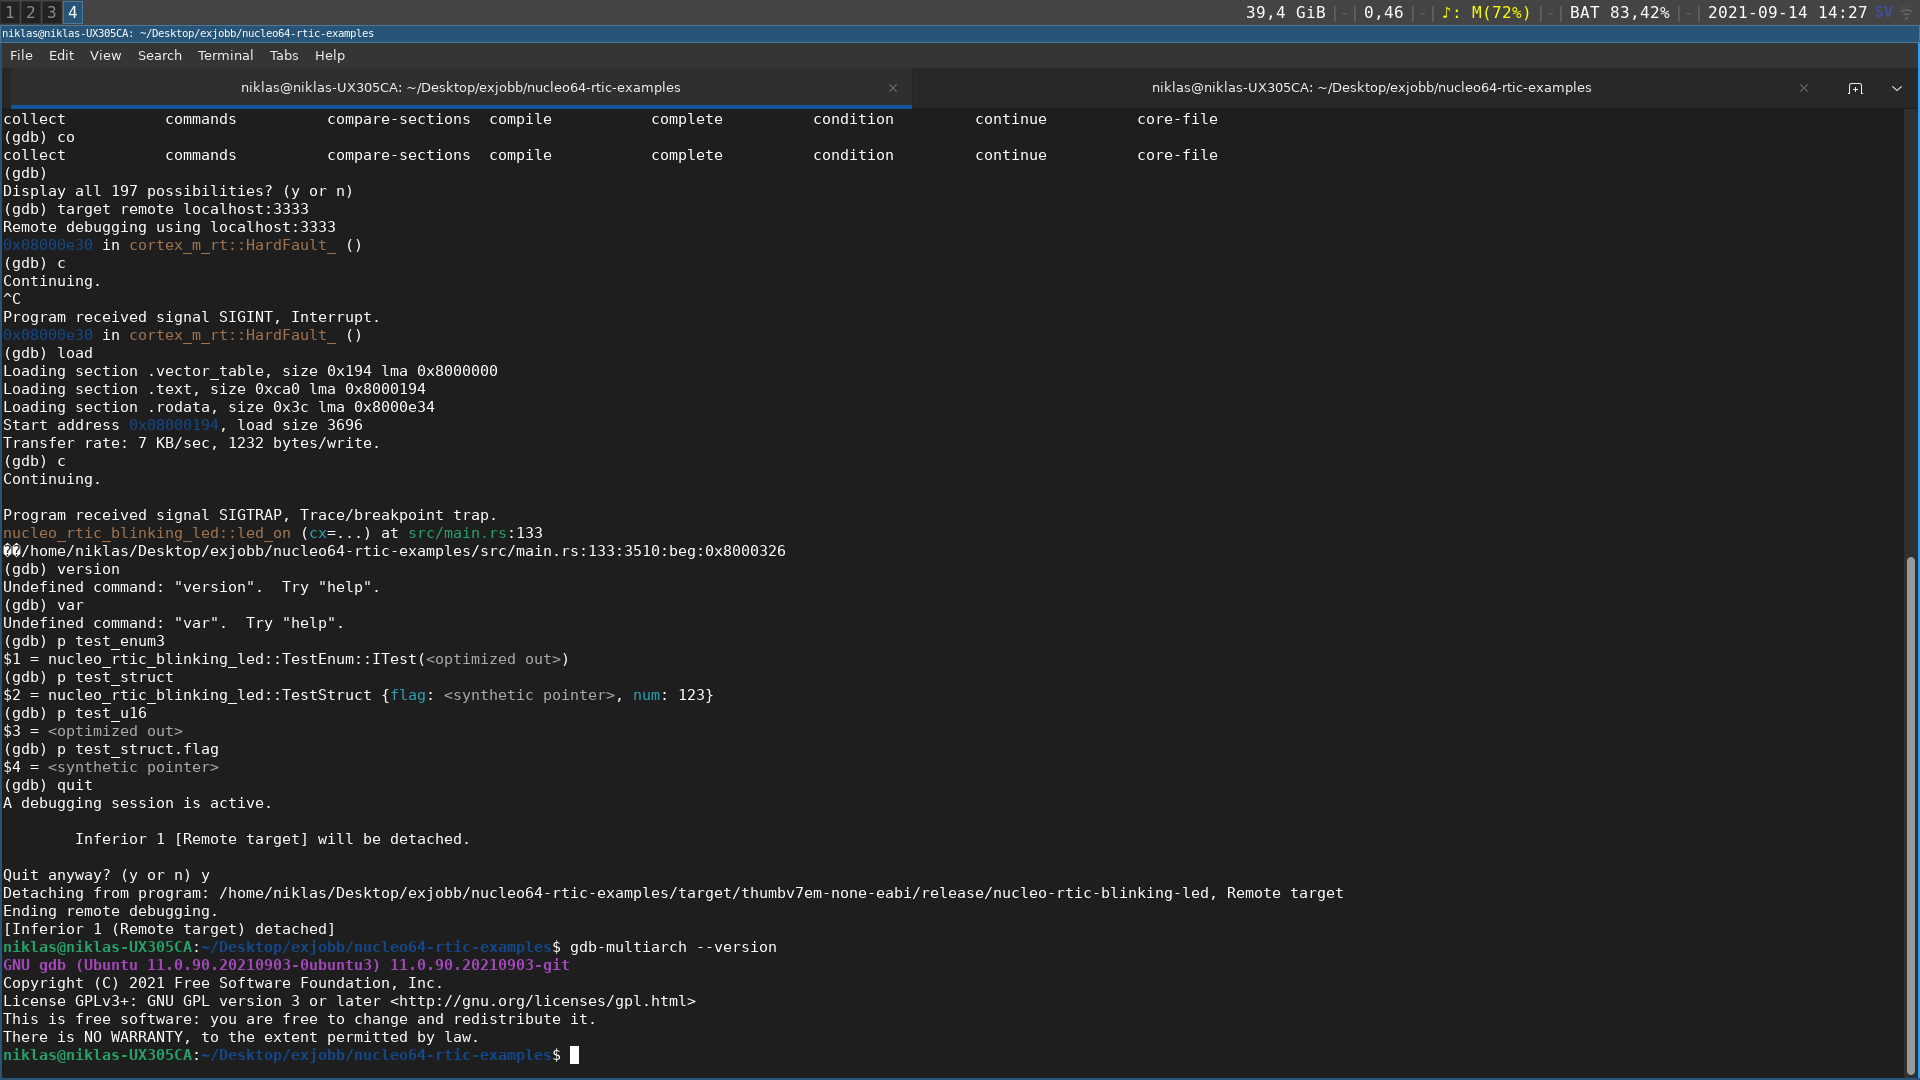 1 2 3 4 39,4 GiB |-| 0,46 |-| ♪: M(72%) |-| BAT 83,42% |-| 2021-09-14 14:27 SV
niklas@niklas-UX305CA: ~/Desktop/exjobb/nucleo64-rtic-examples
File Edit View Search Terminal Tabs Help
niklas@niklas-UX305CA: ~/Desktop/exjobb/nucleo64-rtic-examples × niklas@niklas-UX305CA: ~/Desktop/exjobb/nucleo64-rtic-examples ×
collect commands compare-sections compile complete condition continue core-file
(gdb) co
collect commands compare-sections compile complete condition continue core-file
(gdb)
Display all 197 possibilities? (y or n)
(gdb) target remote localhost:3333
Remote debugging using localhost:3333
0x08000e30 in cortex_m_rt::HardFault_ ()
(gdb) c
Continuing.
^C
Program received signal SIGINT, Interrupt.
0x08000e30 in cortex_m_rt::HardFault_ ()
(gdb) load
Loading section .vector_table, size 0x194 lma 0x8000000
Loading section .text, size 0xca0 lma 0x8000194
Loading section .rodata, size 0x3c lma 0x8000e34
Start address 0x08000194, load size 3696
Transfer rate: 7 KB/sec, 1232 bytes/write.
(gdb) c
Continuing.
Program received signal SIGTRAP, Trace/breakpoint trap.
nucleo_rtic_blinking_led::led_on (cx=...) at src/main.rs:133
��/home/niklas/Desktop/exjobb/nucleo64-rtic-examples/src/main.rs:133:3510:beg:0x8000326
(gdb) version
Undefined command: "version".  Try "help".
(gdb) var
Undefined command: "var".  Try "help".
(gdb) p test_enum3
$1 = nucleo_rtic_blinking_led::TestEnum::ITest(<optimized out>)
(gdb) p test_struct
$2 = nucleo_rtic_blinking_led::TestStruct {flag: <synthetic pointer>, num: 123}
(gdb) p test_u16
$3 = <optimized out>
(gdb) p test_struct.flag
$4 = <synthetic pointer>
(gdb) quit
A debugging session is active.
Inferior 1 [Remote target] will be detached.
Quit anyway? (y or n) y
Detaching from program: /home/niklas/Desktop/exjobb/nucleo64-rtic-examples/target/thumbv7em-none-eabi/release/nucleo-rtic-blinking-led, Remote target
Ending remote debugging.
[Inferior 1 (Remote target) detached]
niklas@niklas-UX305CA:~/Desktop/exjobb/nucleo64-rtic-examples$ gdb-multiarch --version
GNU gdb (Ubuntu 11.0.90.20210903-0ubuntu3) 11.0.90.20210903-git
Copyright (C) 2021 Free Software Foundation, Inc.
License GPLv3+: GNU GPL version 3 or later <http://gnu.org/licenses/gpl.html>
This is free software: you are free to change and redistribute it.
There is NO WARRANTY, to the extent permitted by law.
niklas@niklas-UX305CA:~/Desktop/exjobb/nucleo64-rtic-examples$